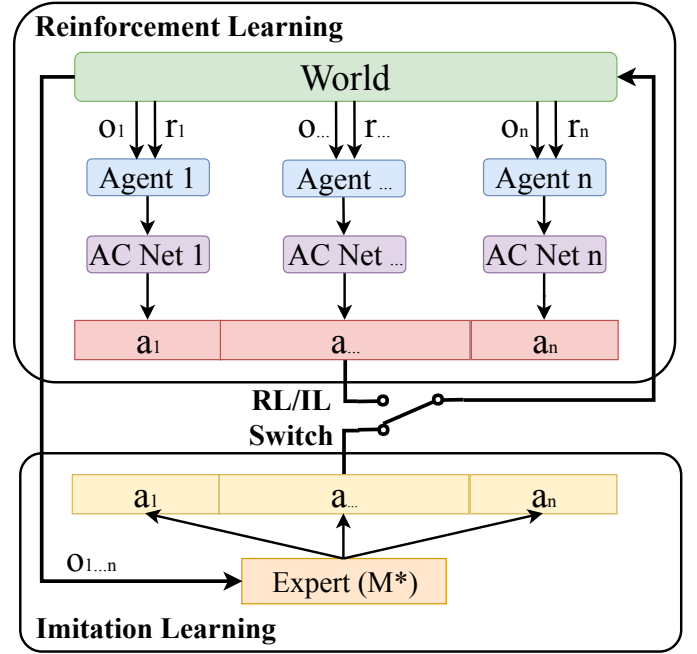 Reinforcement Learning
World
o₁ r₁ o... r... oₙ rₙ
Agent 1 Agent ... Agent n
AC Net 1 AC Net ... AC Net n
a₁ a... aₙ
RL/IL
Switch
a₁ a... aₙ
o₁...ₙ
Expert (M*)
Imitation Learning